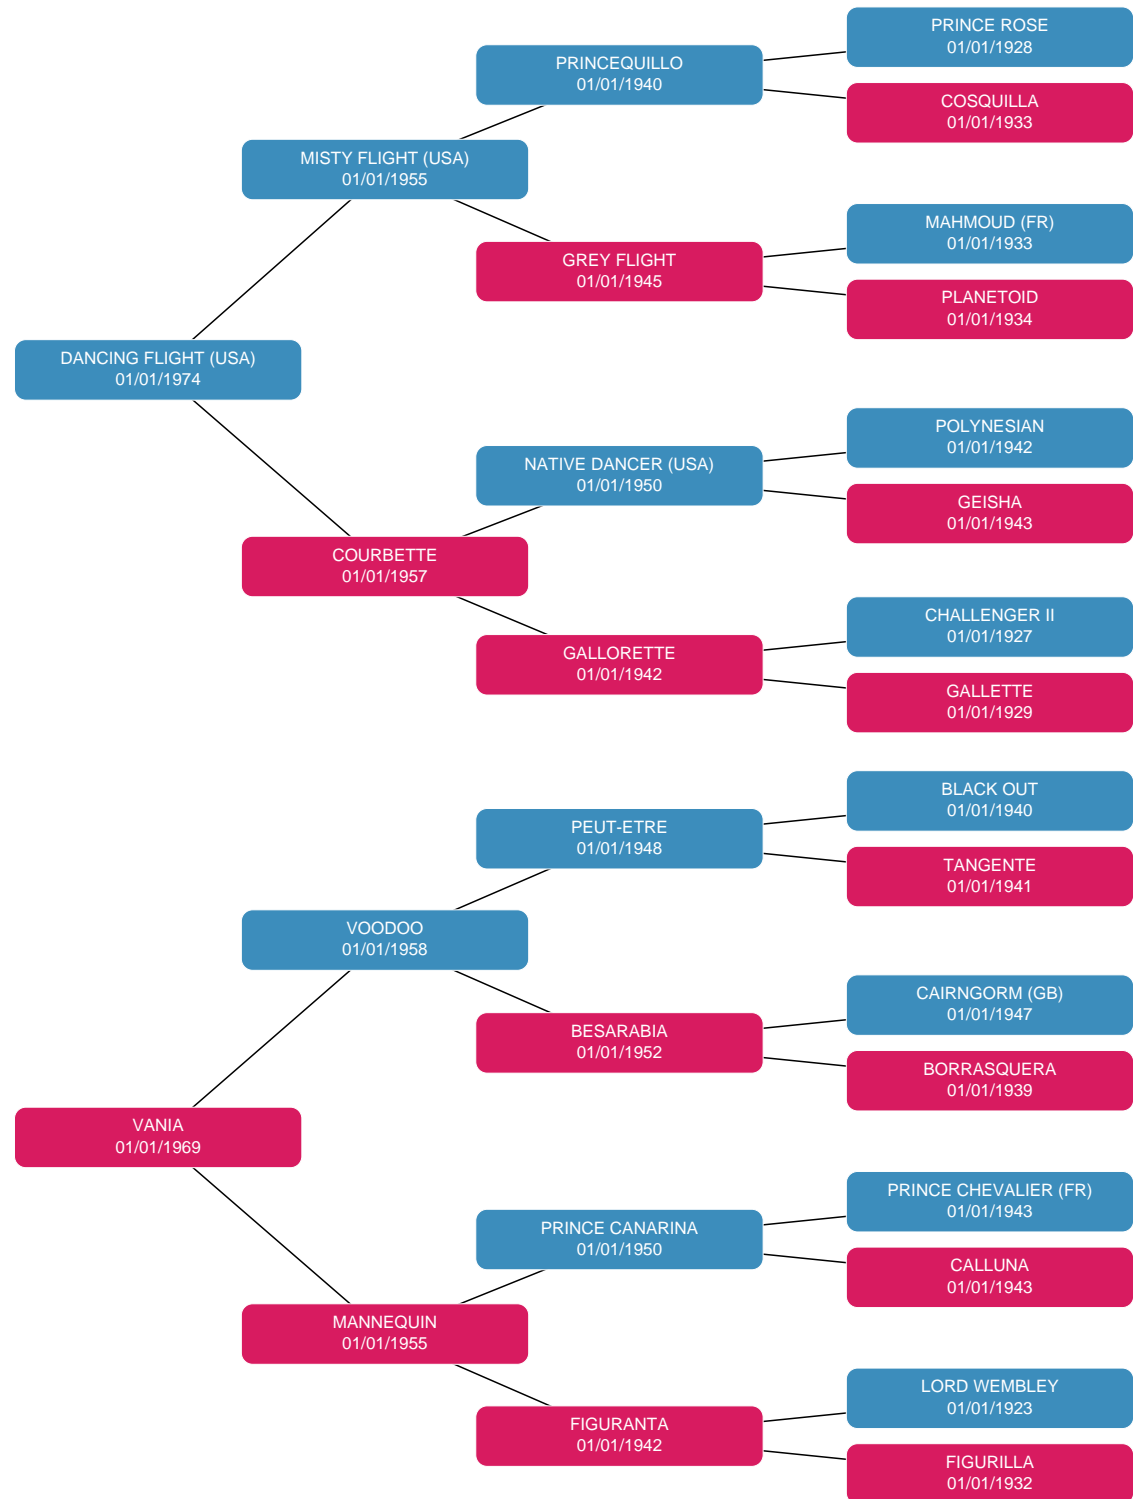 PRINCE ROSE
01/01/1928
PRINCEQUILLO
01/01/1940
COSQUILLA
01/01/1933
MISTY FLIGHT (USA)
01/01/1955
MAHMOUD (FR)
01/01/1933
GREY FLIGHT
01/01/1945
PLANETOID
01/01/1934
DANCING FLIGHT (USA)
01/01/1974
POLYNESIAN
01/01/1942
NATIVE DANCER (USA)
01/01/1950
GEISHA
01/01/1943
COURBETTE
01/01/1957
CHALLENGER II
01/01/1927
GALLORETTE
01/01/1942
GALLETTE
01/01/1929
BLACK OUT
01/01/1940
PEUT-ETRE
01/01/1948
TANGENTE
01/01/1941
VOODOO
01/01/1958
CAIRNGORM (GB)
01/01/1947
BESARABIA
01/01/1952
BORRASQUERA
01/01/1939
VANIA
01/01/1969
PRINCE CHEVALIER (FR)
01/01/1943
PRINCE CANARINA
01/01/1950
CALLUNA
01/01/1943
MANNEQUIN
01/01/1955
LORD WEMBLEY
01/01/1923
FIGURANTA
01/01/1942
FIGURILLA
01/01/1932